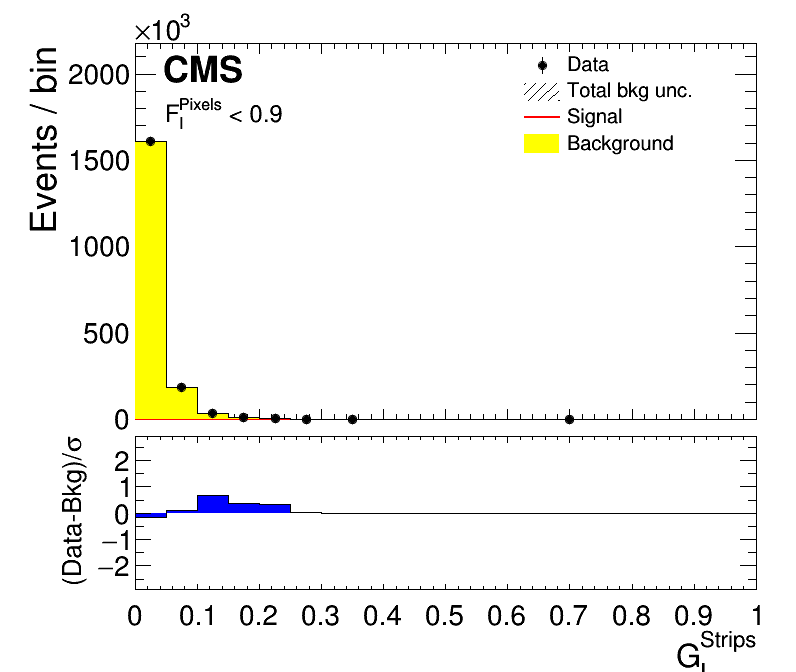 ×10³
Events / bin
2000
1500
1000
500
0
CMS
F_I^Pixels < 0.9
Data
Total bkg unc.
Signal
Background
(Data-Bkg)/σ
2
1
0
−1
−2
0 0.1 0.2 0.3 0.4 0.5 0.6 0.7 0.8 0.9 1
G_I^Strips